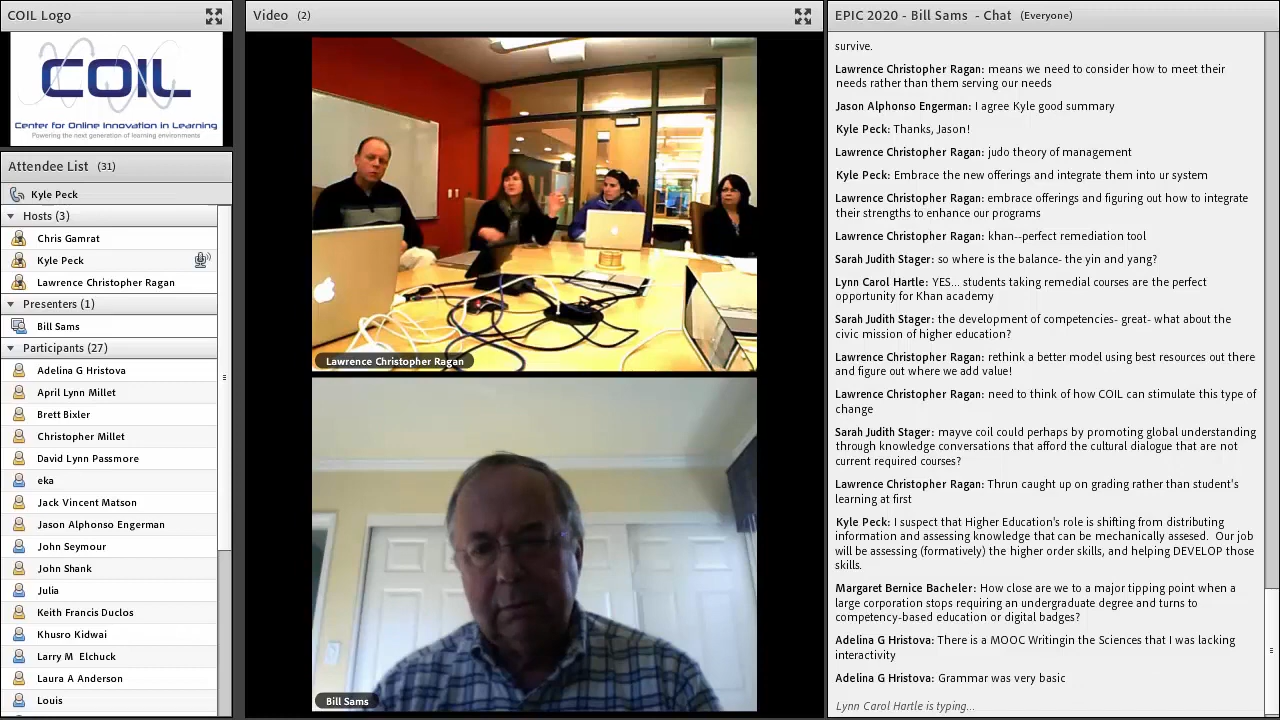 COIL Logo
COIL
Center for Online Innovation in Learning
Powering the next generation of learning environments
Attendee List (31)
Kyle Peck
Hosts (3)
Chris Gamrat
Kyle Peck
Lawrence Christopher Ragan
Presenters (1)
Bill Sams
Participants (27)
Adelina G Hristova
April Lynn Millet
Brett Bixler
Christopher Millet
David Lynn Passmore
eka
Jack Vincent Matson
Jason Alphonso Engerman
John Seymour
John Shank
Julia
Keith Francis Duclos
Khusro Kidwai
Larry M Elchuck
Laura A Anderson
Louis
Video (2)
Lawrence Christopher Ragan
Bill Sams
EPIC 2020 - Bill Sams - Chat (Everyone)
survive.
Lawrence Christopher Ragan: means we need to consider how to meet their
needs rather than them serving our needs
Jason Alphonso Engerman: I agree Kyle good summary
Kyle Peck: Thanks, Jason!
Lawrence Christopher Ragan: judo theory of management
Kyle Peck: Embrace the new offerings and integrate them into ur system
Lawrence Christopher Ragan: embrace offerings and figuring out how to integrate
their strengths to enhance our programs
Lawrence Christopher Ragan: khan - perfect remediation tool
Sarah Judith Stager: so where is the balance- the yin and yang?
Lynn Carol Hartle: YES... students taking remedial courses are the perfect
opportunity for Khan academy
Sarah Judith Stager: the development of competencies- great- what about the
civic mission of higher education?
Lawrence Christopher Ragan: rethink how we use the resources out there
and figure out where we add value!
Lawrence Christopher Ragan: need to think of how COIL can stimulate this type of
change
Sarah Judith Stager: mayve coil could perhaps by promoting global understanding
through knowledge conversations that afford the cultural dialogue that are not
current required courses?
Lawrence Christopher Ragan: Thrun caught up on grading rather than student's
learning at first
Kyle Peck: I suspect that Higher Education's role is shifting from distributing
information and assessing knowledge that can be mechanically assesed. Our job
will be assessing (formatively) the higher order skills, and helping DEVELOP those
skills.
Margaret Bernice Bacheler: How close are we to a major tipping point when a
large corporation stops requiring an undergraduate degree and turns to
competency-based education or digital badges?
Adelina G Hristova: There is a MOOC Writingin the Sciences that I was lacking
interactivity
Adelina G Hristova: Grammar was very basic
Lynn Carol Hartle is typing...